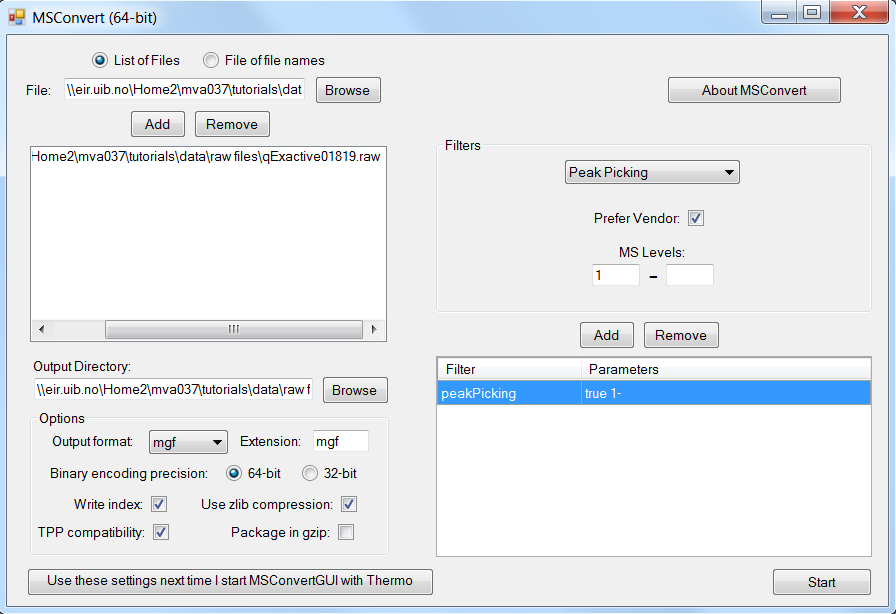 MSConvert (64-bit)
List of Files File of file names
File: \\eir.uib.no\Home2\mva037\tutorials\dat Browse
About MSConvert
Add Remove
Home2\mva037\tutorials\data\raw files\qExactive01819.raw
Filters
Peak Picking
Prefer Vendor:
MS Levels:
1 –
Add Remove
Filter Parameters
peakPicking true 1-
Output Directory:
\\eir.uib.no\Home2\mva037\tutorials\data\raw f Browse
Options
Output format: mgf Extension: mgf
Binary encoding precision: 64-bit 32-bit
Write index: Use zlib compression:
TPP compatibility: Package in gzip:
Use these settings next time I start MSConvertGUI with Thermo
Start